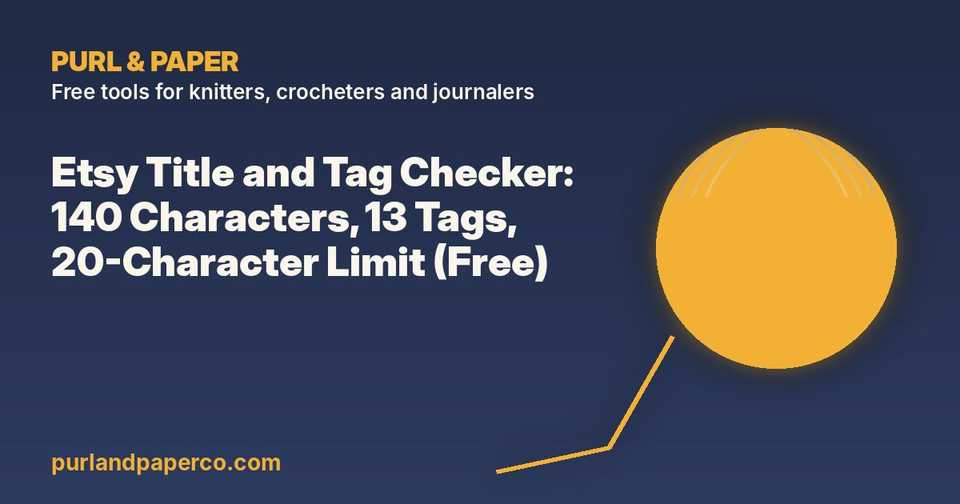 PURL & PAPER
Free tools for knitters, crocheters and journalers
Etsy Title and Tag Checker:
140 Characters, 13 Tags,
20-Character Limit (Free)
purlandpaperco.com